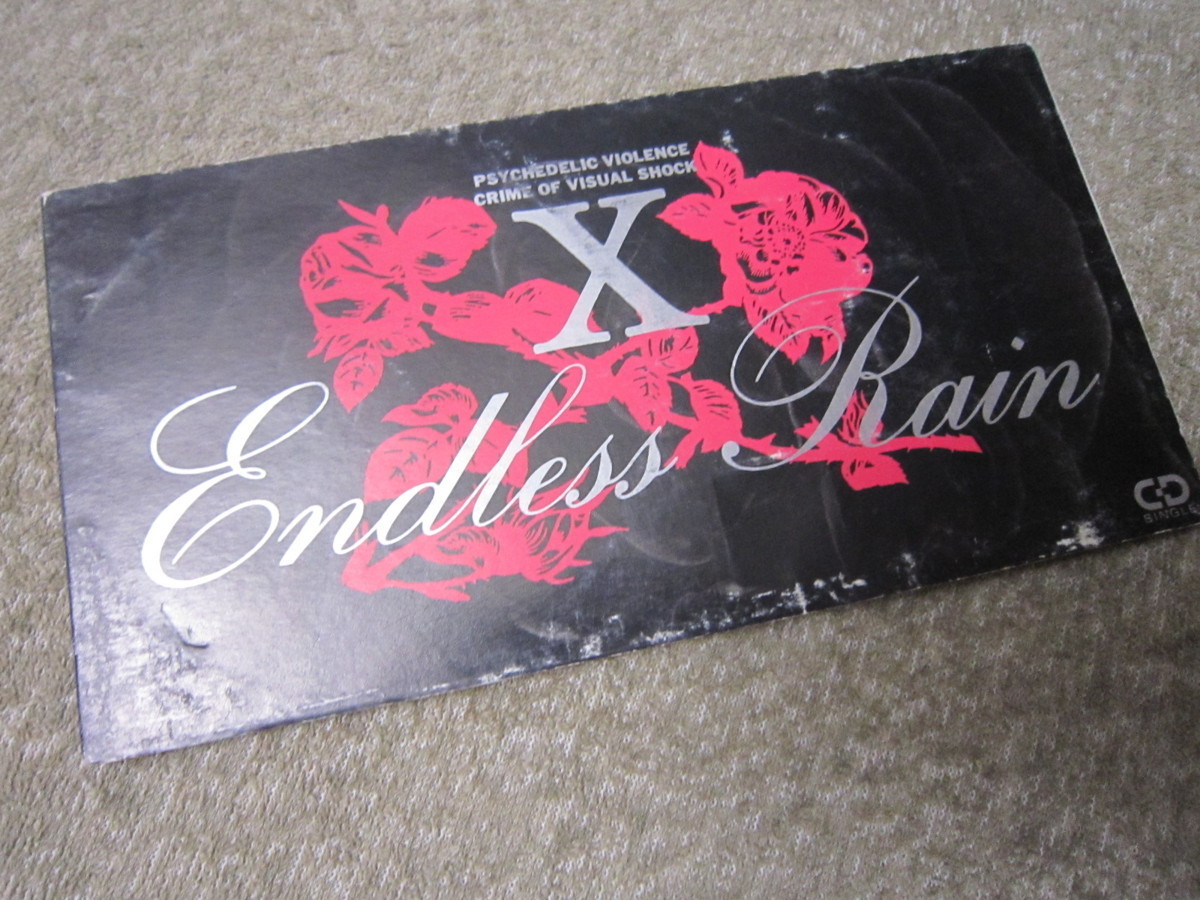 PSYCHEDELIC VIOLENCE
CRIME OF VISUAL SHOCK
X
Endless Rain
CD
SINGLE